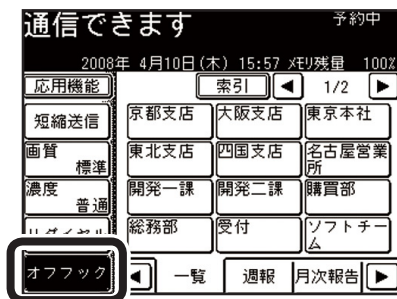 通信できます 予約中
2008年 4月10日(木) 15:57 メモリ残量 100%
応用機能 索引 ◀ 1/2 ▶
短縮送信 京都支店 大阪支店 東京本社
画質 標準 東北支店 四国支店 名古屋営業所
濃度 普通 開発一課 開発二課 購買部
リダイヤル 総務部 受付 ソフトチーム
オフフック ◀ 一覧 週報 月次報告 ▶